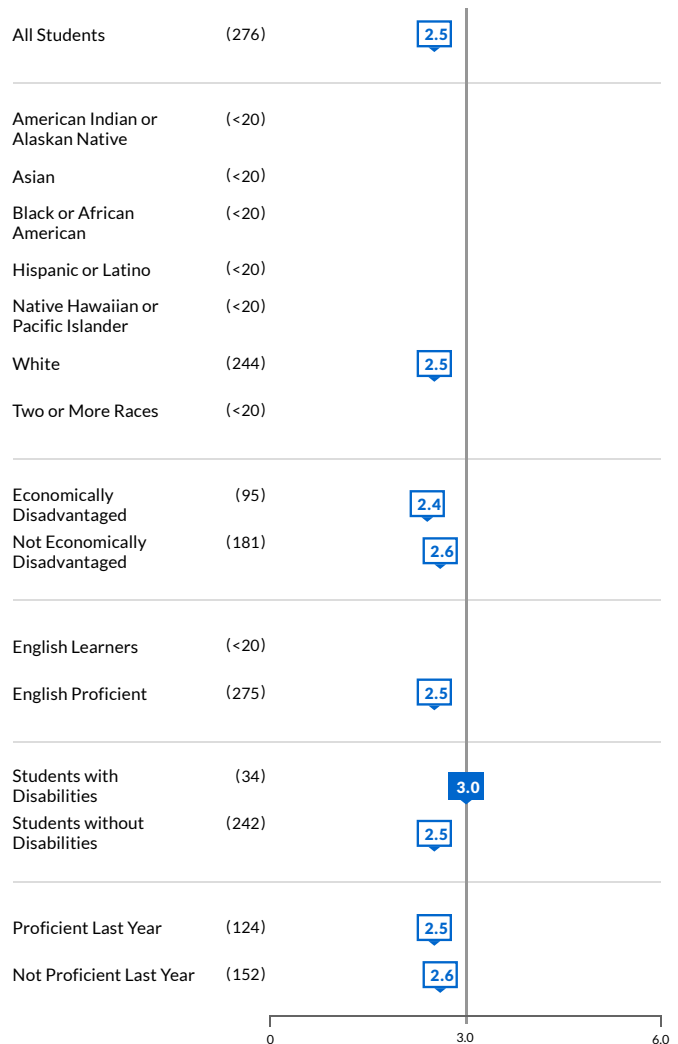 All Students (276) 2.5
American Indian or (<20)
Alaskan Native
Asian (<20)
Black or African (<20)
American
Hispanic or Latino (<20)
Native Hawaiian or (<20)
Pacific Islander
White (244) 2.5
Two or More Races (<20)
Economically (95) 2.4
Disadvantaged
Not Economically (181) 2.6
Disadvantaged
English Learners (<20)
English Proficient (275) 2.5
Students with (34) 3.0
Disabilities
Students without (242) 2.5
Disabilities
Proficient Last Year (124) 2.5
Not Proficient Last Year (152) 2.6
0 3.0 6.0